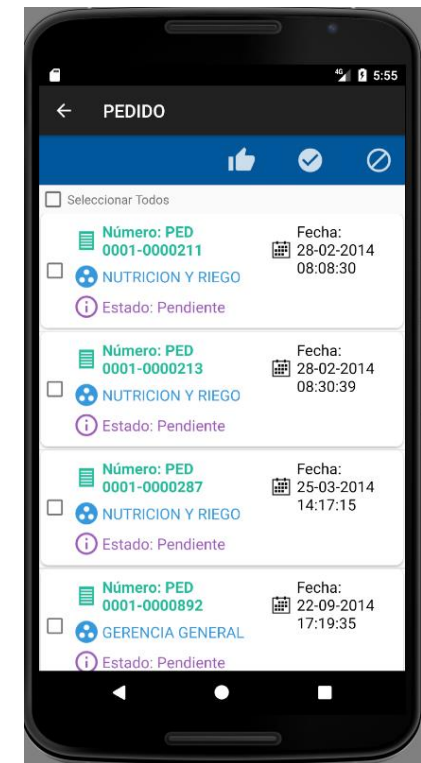 4G 5:55
PEDIDO
Seleccionar Todos
Número: PED
0001-0000211
NUTRICION Y RIEGO
Estado: Pendiente
Fecha:
28-02-2014
08:08:30
Número: PED
0001-0000213
NUTRICION Y RIEGO
Estado: Pendiente
Fecha:
28-02-2014
08:30:39
Número: PED
0001-0000287
NUTRICION Y RIEGO
Estado: Pendiente
Fecha:
25-03-2014
14:17:15
Número: PED
0001-0000892
GERENCIA GENERAL
Estado: Pendiente
Fecha:
22-09-2014
17:19:35